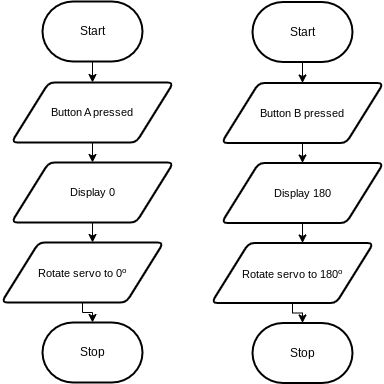 Start
Button A pressed
Display 0
Rotate servo to 0º
Stop
Start
Button B pressed
Display 180
Rotate servo to 180º
Stop